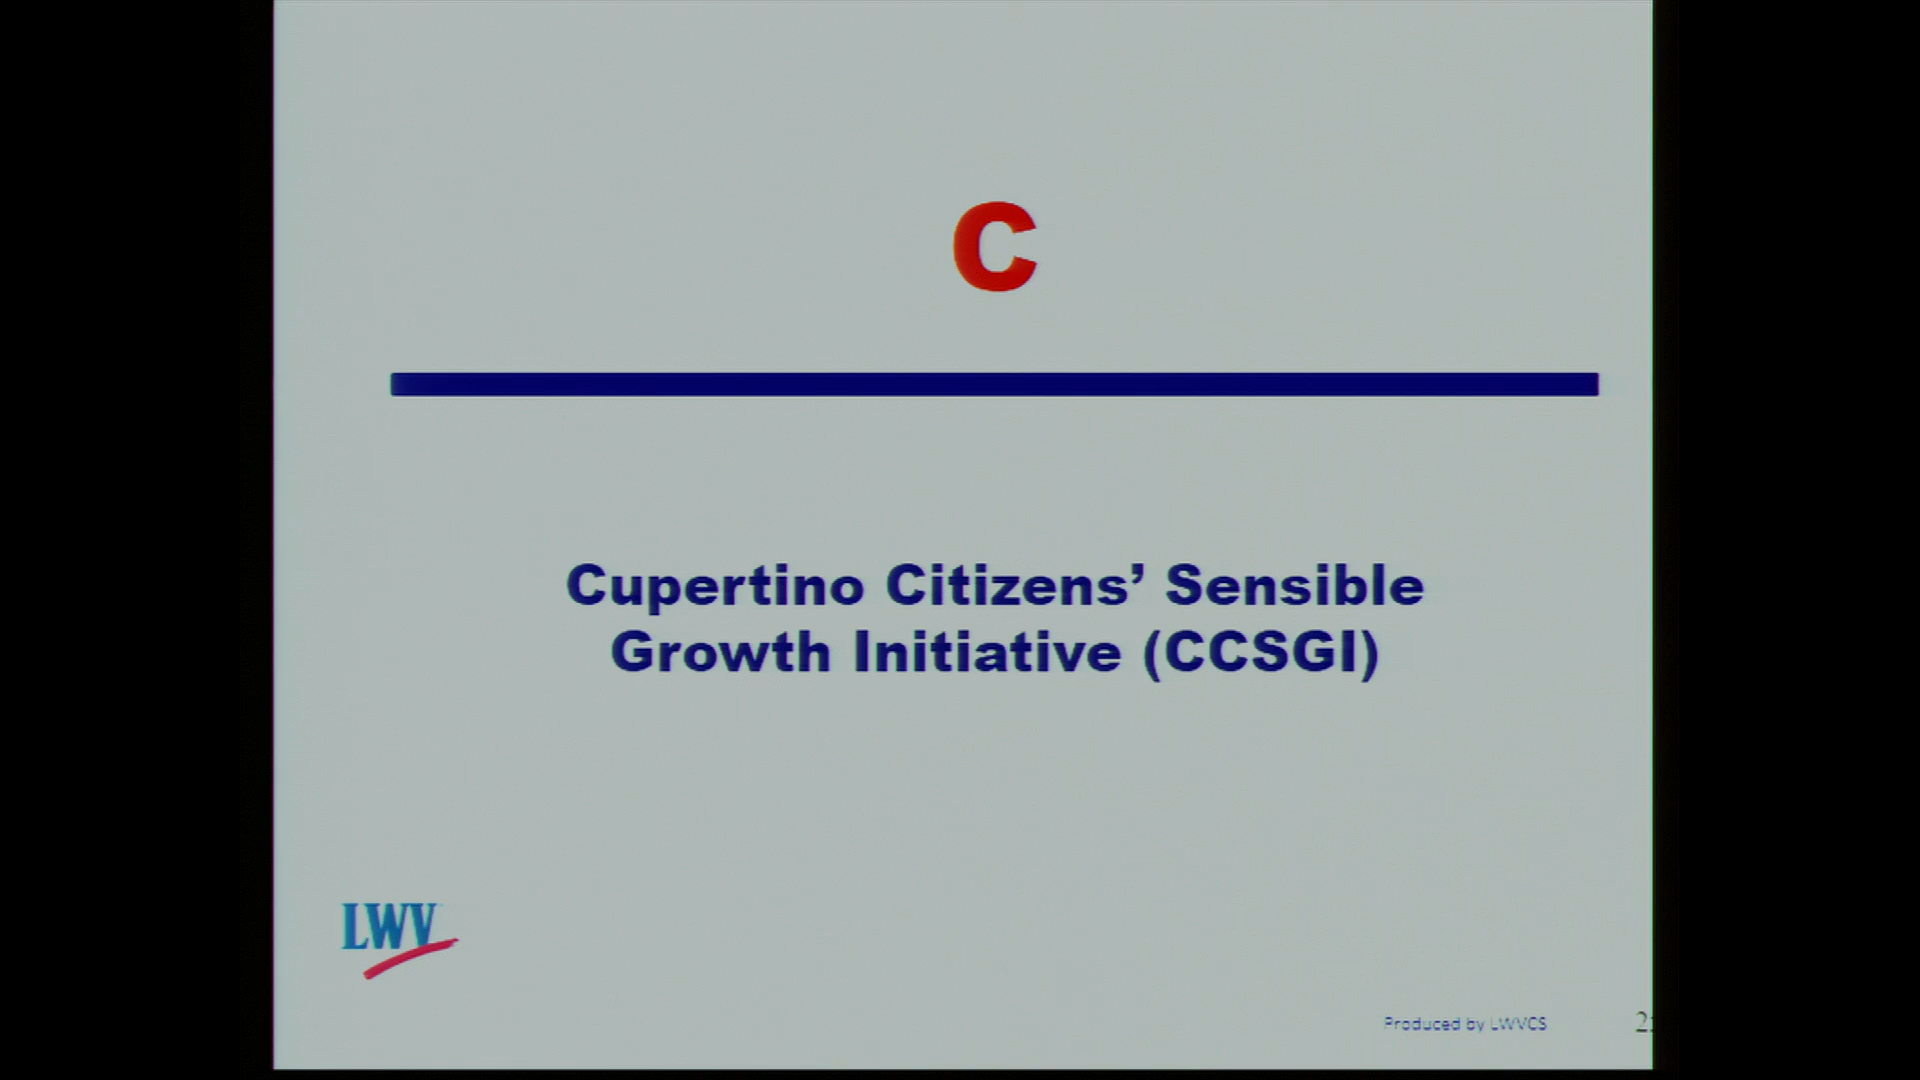 C
Cupertino Citizens’ Sensible
Growth Initiative (CCSGI)
LWV
Produced by LWVCS